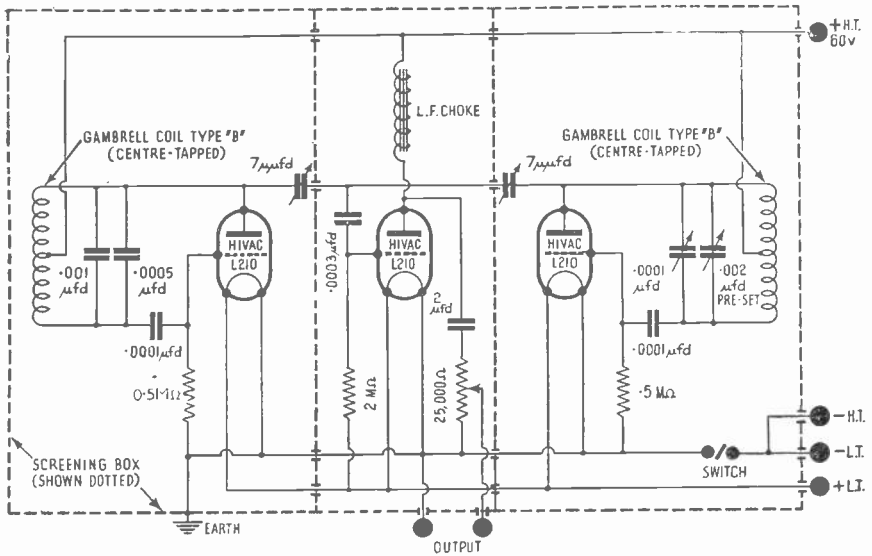 +H.T.
60v
L.F. CHOKE
GAMBRELL COIL TYPE "B"
(CENTRE-TAPPED)
GAMBRELL COIL TYPE "B"
(CENTRE-TAPPED)
7μμfd
7μμfd
HIVAC
L210
HIVAC
L210
HIVAC
L210
.001
μfd
.0005
μfd
.0003μfd
2
μfd
.0001
μfd
.002
μfd
PRE-SET
.0001μfd
.0001μfd
0.51MΩ
2 MΩ
25,000Ω
.5 MΩ
-H.T.
-L.T.
+L.T.
SWITCH
SCREENING BOX
(SHOWN DOTTED)
EARTH
OUTPUT